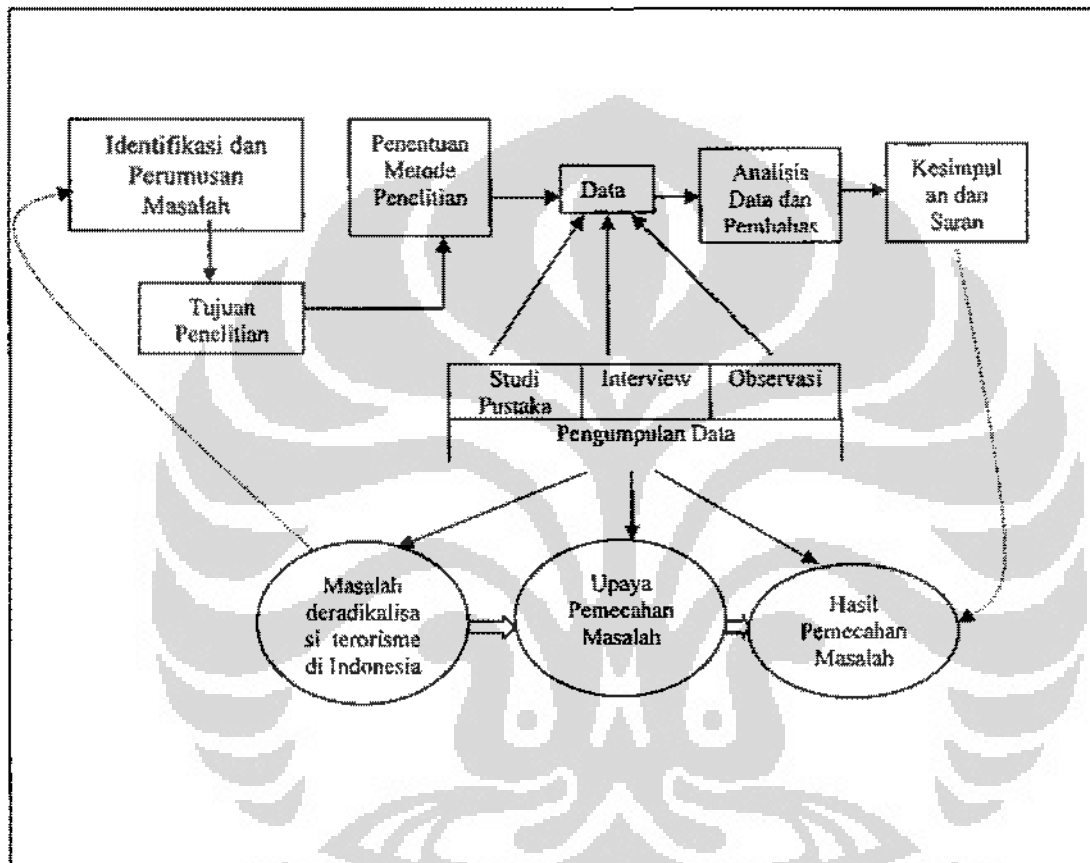 Identifikasi dan
Perumusan
Masalah
Tujuan
Penelitian
Penentuan
Metode
Penelitian
Data
Analisis
Data dan
Pembahas
Kesimpul
an dan
Saran
Studi
Pustaka
Interview
Observasi
Pengumpulan Data
Masalah
deradikalisa
si terorisme
di Indonesia
Upaya
Pemecahan
Masalah
Hasil
Pemecahan
Masalah